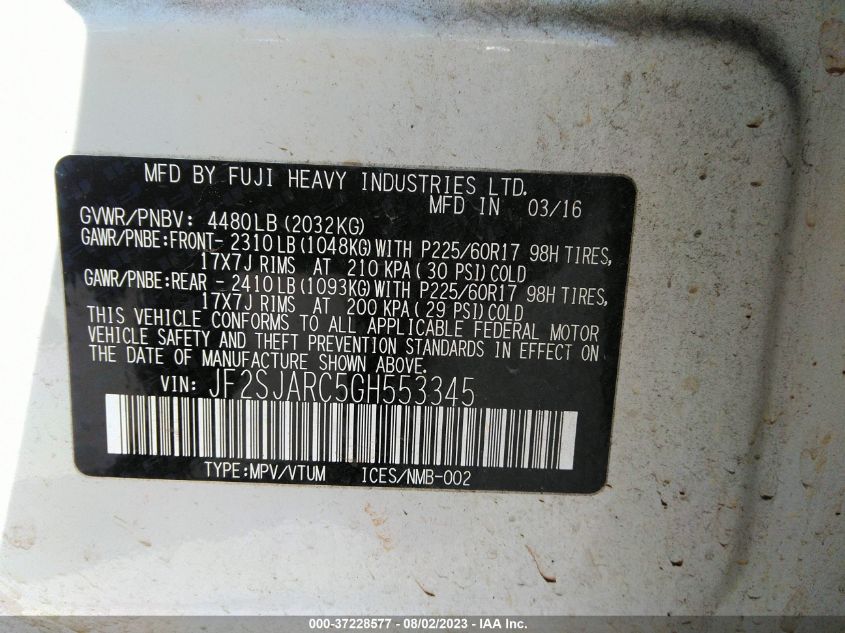 MFD BY FUJI HEAVY INDUSTRIES LTD.
MFD IN 03/16
GVWR/PNBV: 4480LB (2032KG)
GAWR/PNBE:FRONT- 2310LB (1048KG) WITH P225/60R17 98H TIRES,
17X7J RIMS AT 210 KPA ( 30 PSI) COLD
GAWR/PNBE:REAR - 2410LB (1093KG) WITH P225/60R17 98H TIRES,
17X7J RIMS AT 200 KPA ( 29 PSI) COLD
THIS VEHICLE CONFORMS TO ALL APPLICABLE FEDERAL MOTOR
VEHICLE SAFETY AND THEFT PREVENTION STANDARDS IN EFFECT ON
THE DATE OF MANUFACTURE SHOWN ABOVE.
VIN: JF2SJARC5GH553345
TYPE:MPV/VTUM ICES/NMB-002
000-37228577 - 08/02/2023 - IAA Inc.